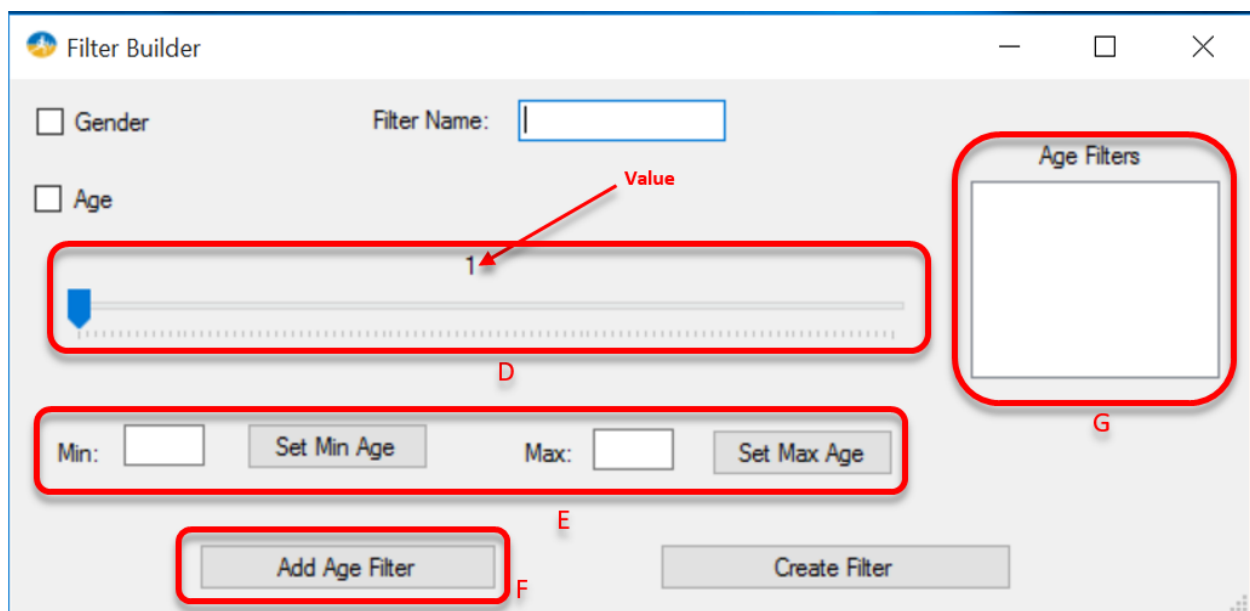 Filter Builder
Gender
Filter Name:
Age Filters
Value
Age
1
D
G
Min:
Set Min Age
Max:
Set Max Age
E
Add Age Filter
F
Create Filter